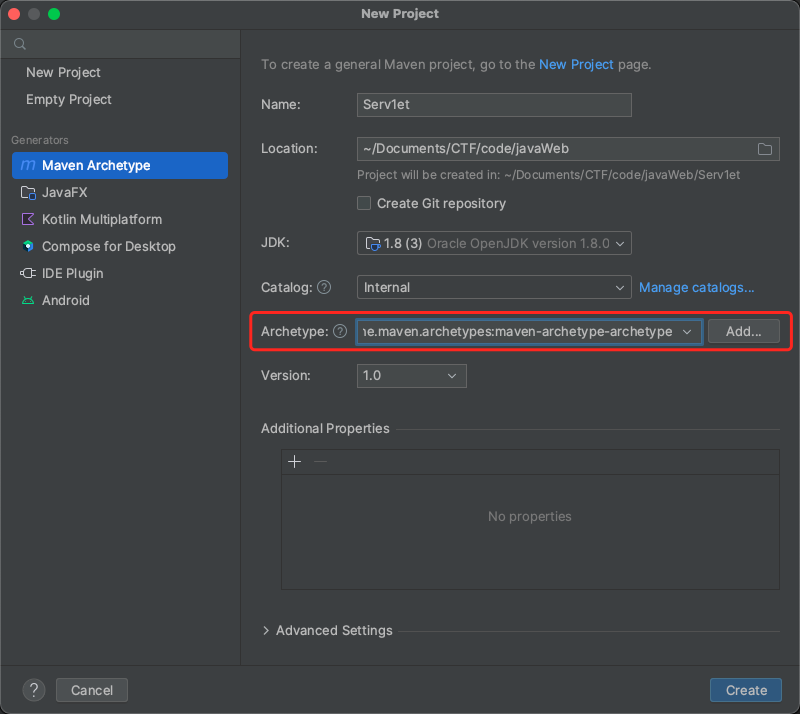 New Project
New Project
Empty Project
Generators
Maven Archetype
JavaFX
Kotlin Multiplatform
Compose for Desktop
IDE Plugin
Android
To create a general Maven project, go to the New Project page.
Name: Serv1et
Location: ~/Documents/CTF/code/javaWeb
Project will be created in: ~/Documents/CTF/code/javaWeb/Serv1et
Create Git repository
JDK: 1.8 (3) Oracle OpenJDK version 1.8.0
Catalog: ? Internal Manage catalogs...
Archetype: ? ne.maven.archetypes:maven-archetype-archetype Add...
Version: 1.0
Additional Properties
No properties
Advanced Settings
? Cancel Create